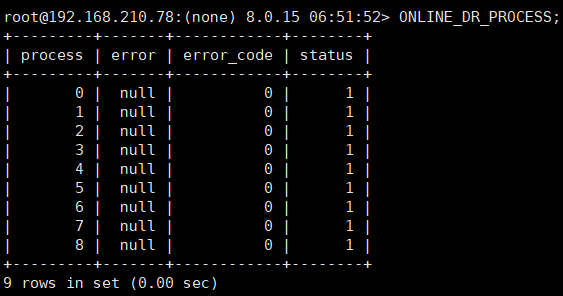 root@192.168.210.78:(none) 8.0.15 06:51:52> ONLINE_DR_PROCESS;
+---------+-------+------------+--------+
| process | error | error_code | status |
+---------+-------+------------+--------+
|       0 |  null |          0 |      1 |
|       1 |  null |          0 |      1 |
|       2 |  null |          0 |      1 |
|       3 |  null |          0 |      1 |
|       4 |  null |          0 |      1 |
|       5 |  null |          0 |      1 |
|       6 |  null |          0 |      1 |
|       7 |  null |          0 |      1 |
|       8 |  null |          0 |      1 |
+---------+-------+------------+--------+
9 rows in set (0.00 sec)